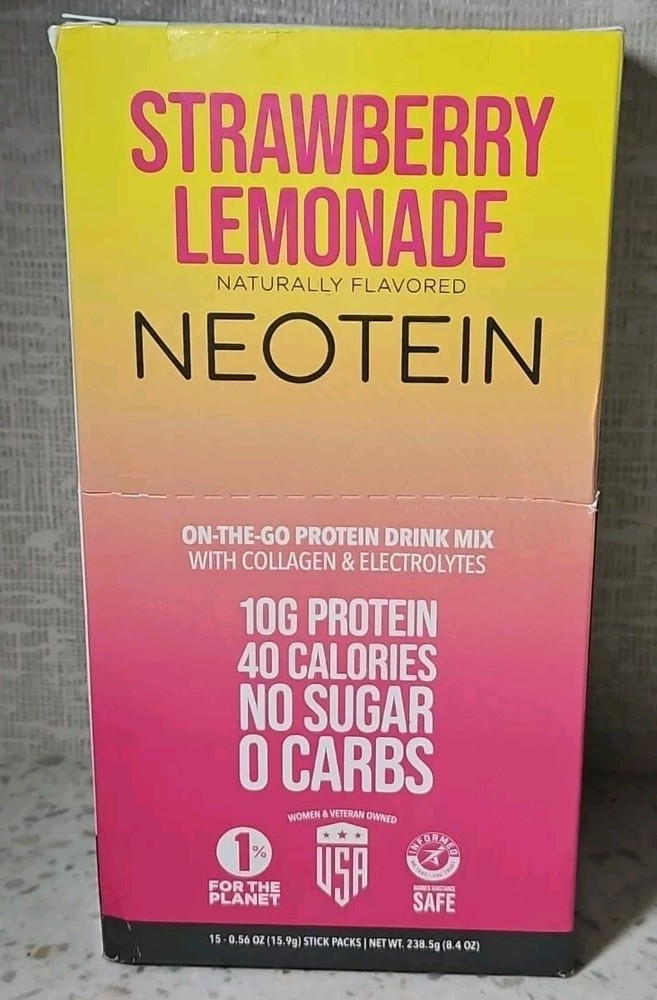 STRAWBERRY
LEMONADE
NATURALLY FLAVORED
NEOTEIN
ON-THE-GO PROTEIN DRINK MIX
WITH COLLAGEN & ELECTROLYTES
10G PROTEIN
40 CALORIES
NO SUGAR
0 CARBS
WOMEN & VETERAN OWNED
1%
FOR THE
PLANET
USA
INFORMED
BANNED SUBSTANCE
SAFE
15 - 0.56 OZ (15.9g) STICK PACKS | NET WT. 238.5g (8.4 OZ)